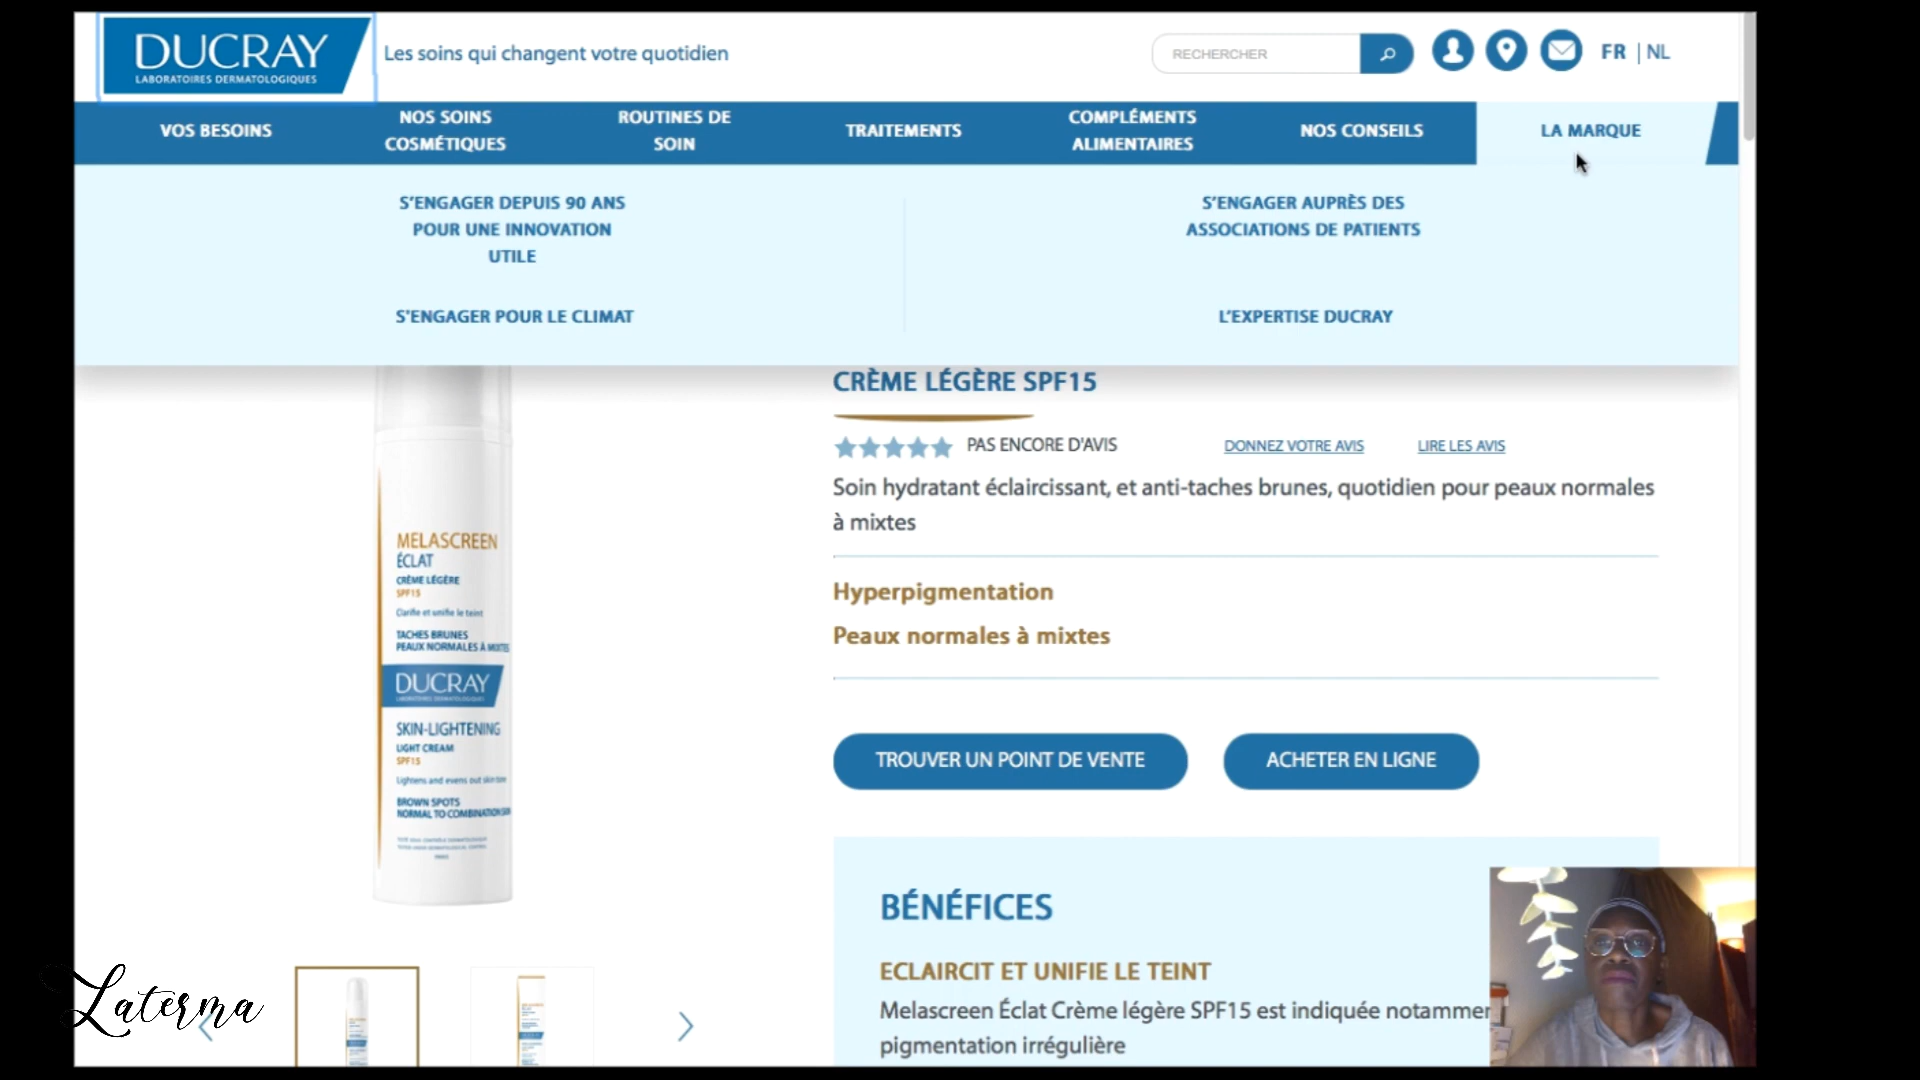 DUCRAY
LABORATOIRES DERMATOLOGIQUES
Les soins qui changent votre quotidien
RECHERCHER
FR | NL
VOS BESOINS
NOS SOINS
COSMÉTIQUES
ROUTINES DE
SOIN
TRAITEMENTS
COMPLÉMENTS
ALIMENTAIRES
NOS CONSEILS
LA MARQUE
S'ENGAGER DEPUIS 90 ANS
POUR UNE INNOVATION
UTILE
S'ENGAGER AUPRÈS DES
ASSOCIATIONS DE PATIENTS
S'ENGAGER POUR LE CLIMAT
L'EXPERTISE DUCRAY
CRÈME LÉGÈRE SPF15
PAS ENCORE D'AVIS
DONNEZ VOTRE AVIS
LIRE LES AVIS
Soin hydratant éclaircissant, et anti-taches brunes, quotidien pour peaux normales
à mixtes
Hyperpigmentation
Peaux normales à mixtes
TROUVER UN POINT DE VENTE
ACHETER EN LIGNE
BÉNÉFICES
ECLAIRCIT ET UNIFIE LE TEINT
Melascreen Éclat Crème légère SPF15 est indiquée notammen
pigmentation irrégulière
MELASCREEN
ÉCLAT
CRÈME LÉGÈRE
SPF15
Clarifie et unifie le teint
TACHES BRUNES
PEAUX NORMALES À MIXTES
DUCRAY
LABORATOIRES DERMATOLOGIQUES
SKIN-LIGHTENING
LIGHT CREAM
SPF15
Lightens and evens out skin tone
BROWN SPOTS
NORMAL TO COMBINATION SKIN
Laterma